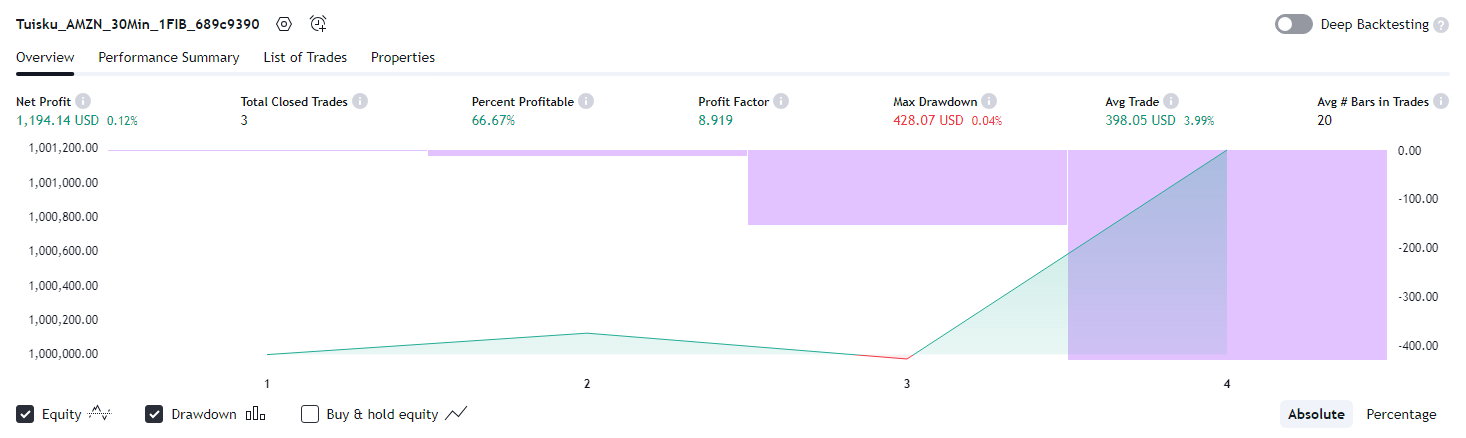 Tuisku_AMZN_30Min_1FIB_689c9390
Deep Backtesting
Overview Performance Summary List of Trades Properties
Net Profit Total Closed Trades Percent Profitable Profit Factor Max Drawdown Avg Trade Avg # Bars in Trades
1,194.14 USD 0.12% 3 66.67% 8.919 428.07 USD 0.04% 398.05 USD 3.99% 20
1,001,200.00 0.00
1,001,000.00 -100.00
1,000,800.00 -200.00
1,000,600.00
1,000,400.00 -300.00
1,000,200.00
1,000,000.00 -400.00
1 2 3 4
Equity Drawdown Buy & hold equity Absolute Percentage